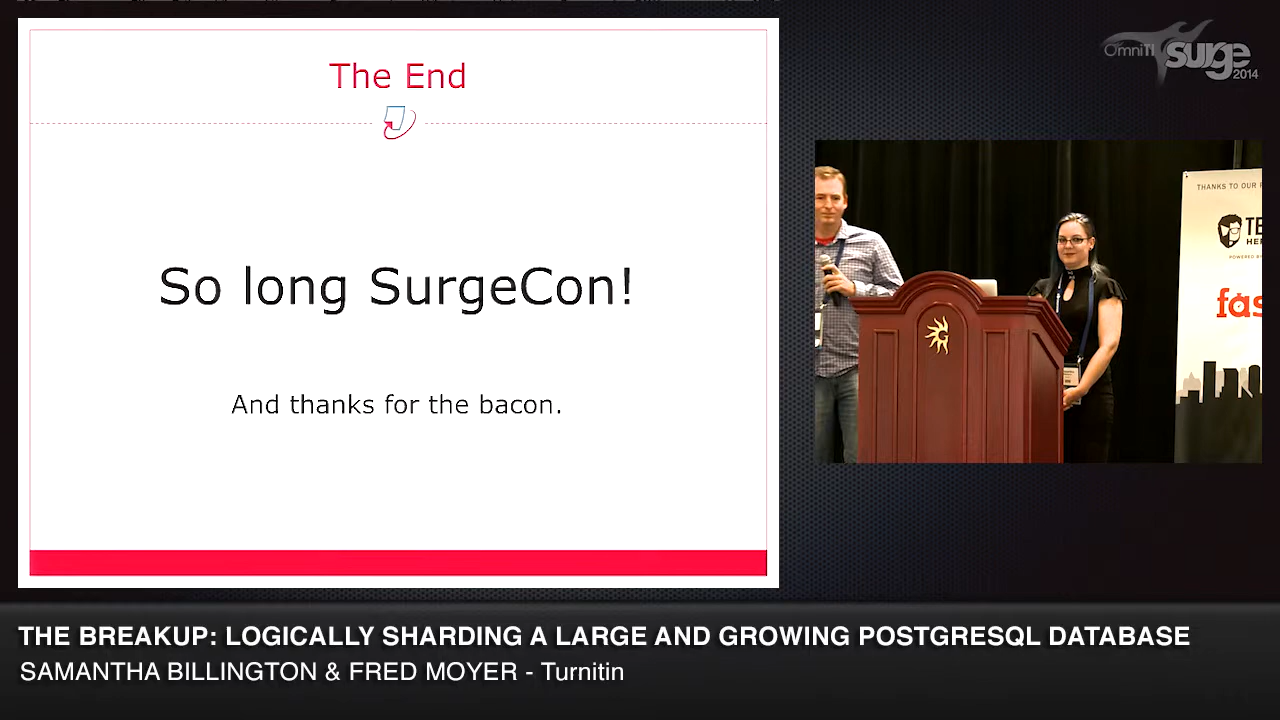 The End
So long SurgeCon!
And thanks for the bacon.
OmniTI
surge
2014
THANKS TO OUR
fas
THE BREAKUP: LOGICALLY SHARDING A LARGE AND GROWING POSTGRESQL DATABASE
SAMANTHA BILLINGTON & FRED MOYER - Turnitin